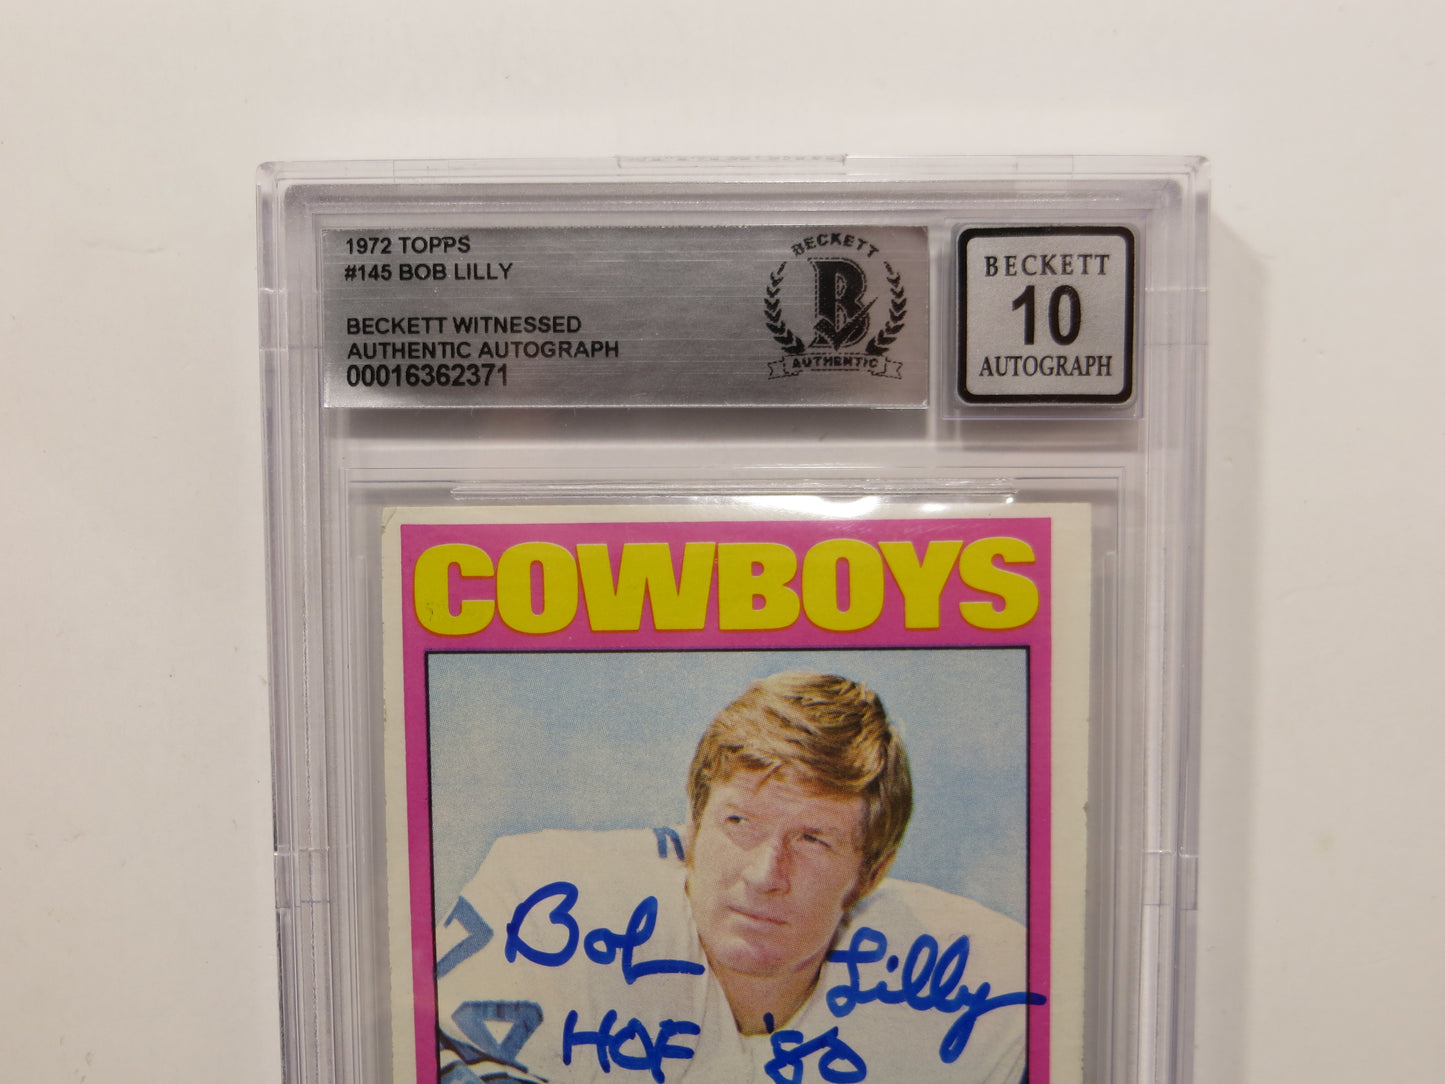 1972 TOPPS
#145 BOB LILLY
BECKETT WITNESSED
AUTHENTIC AUTOGRAPH
00016362371
BECKETT
B
AUTHENTIC
BECKETT
10
AUTOGRAPH
COWBOYS
Bob Lilly
HOF '80